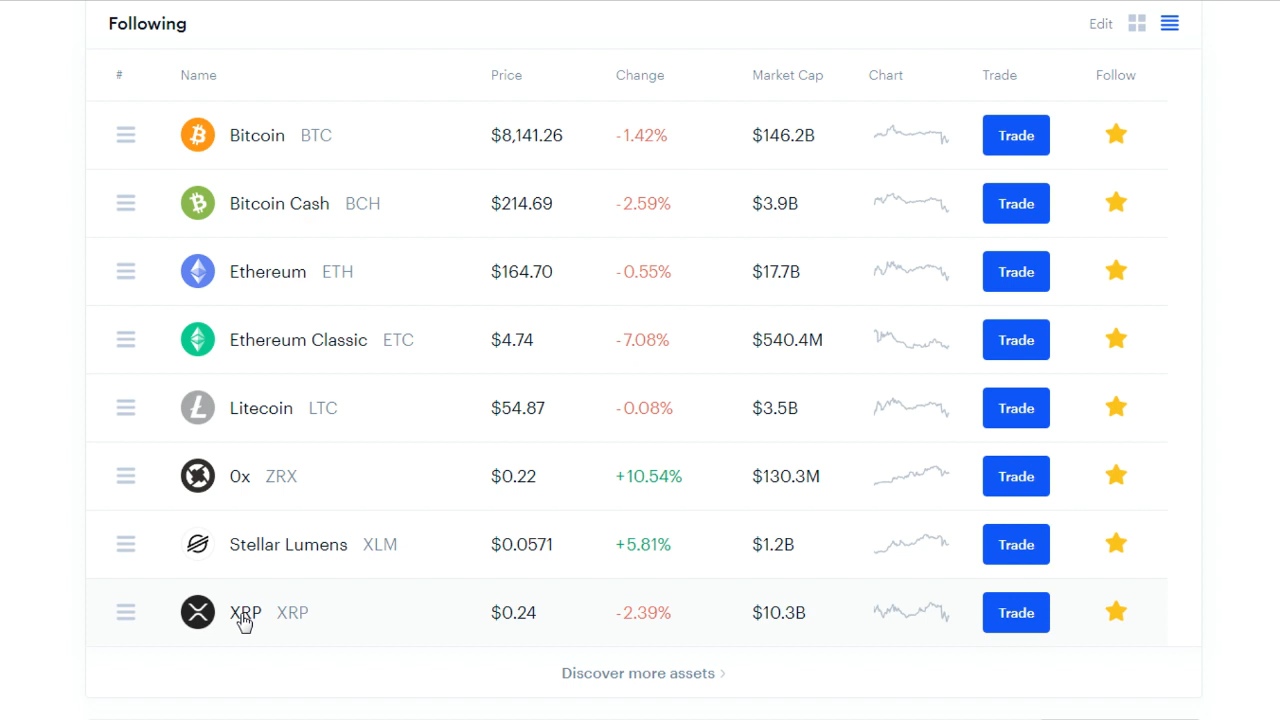 Following Edit
# Name Price Change Market Cap Chart Trade Follow
Bitcoin BTC $8,141.26 -1.42% $146.2B Trade
Bitcoin Cash BCH $214.69 -2.59% $3.9B Trade
Ethereum ETH $164.70 -0.55% $17.7B Trade
Ethereum Classic ETC $4.74 -7.08% $540.4M Trade
Litecoin LTC $54.87 -0.08% $3.5B Trade
0x ZRX $0.22 +10.54% $130.3M Trade
Stellar Lumens XLM $0.0571 +5.81% $1.2B Trade
XRP XRP $0.24 -2.39% $10.3B Trade
Discover more assets >